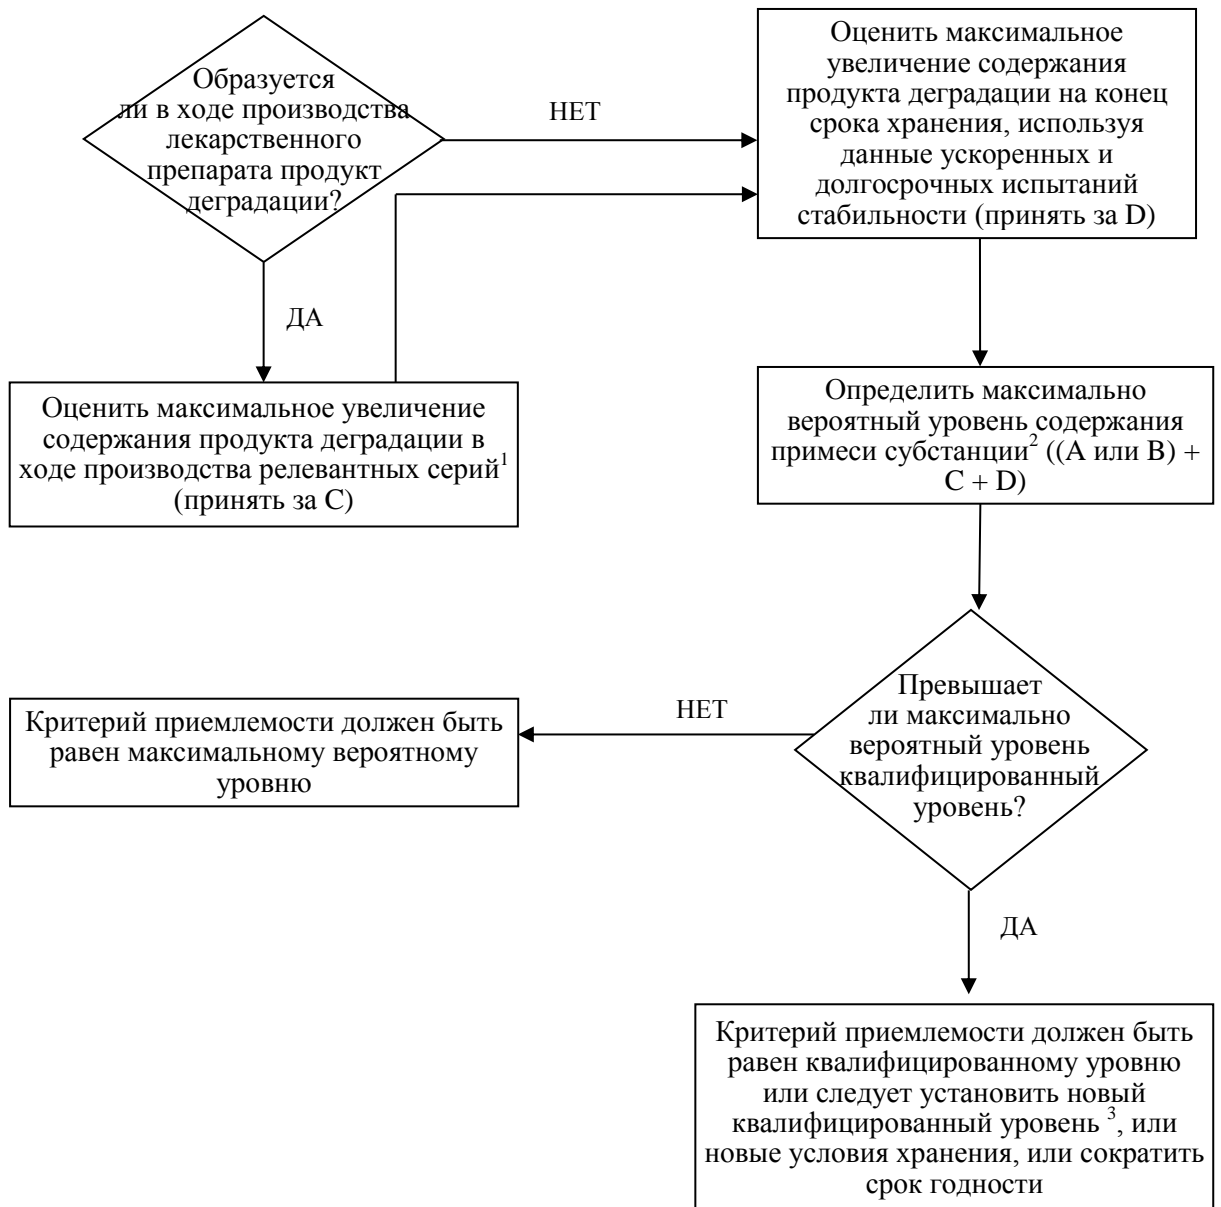 Образуется
ли в ходе производства
лекарственного
препарата продукт
деградации?
НЕТ
Оценить максимальное
увеличение содержания
продукта деградации на конец
срока хранения, используя
данные ускоренных и
долгосрочных испытаний
стабильности (принять за D)
ДА
Оценить максимальное увеличение
содержания продукта деградации в
ходе производства релевантных серий¹
(принять за C)
Определить максимально
вероятный уровень содержания
примеси субстанции² ((A или B) +
C + D)
Превышает
ли максимально
вероятный уровень
квалифицированный
уровень?
НЕТ
Критерий приемлемости должен быть
равен максимальному вероятному
уровню
ДА
Критерий приемлемости должен быть
равен квалифицированному уровню
или следует установить новый
квалифицированный уровень ³, или
новые условия хранения, или сократить
срок годности